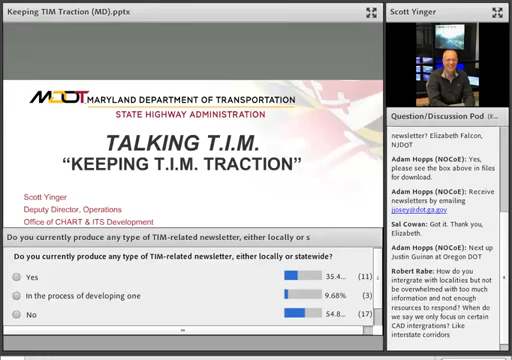 Keeping TIM Traction (MD).pptx
MDOT MARYLAND DEPARTMENT OF TRANSPORTATION
STATE HIGHWAY ADMINISTRATION
TALKING T.I.M.
“KEEPING T.I.M. TRACTION”
Scott Yinger
Deputy Director, Operations
Office of CHART & ITS Development
Do you currently produce any type of TIM-related newsletter, either locally or s
Do you currently produce any type of TIM-related newsletter, either locally or statewide?
Yes 35.4... (11)
In the process of developing one 9.68% (3)
No 54.8... (17)
Scott Yinger
Question/Discussion Pod (E...
newsletter? Elizabeth Falcon,
NJDOT
Adam Hopps (NOCoE): Yes,
please see the box above in files
for download.
Adam Hopps (NOCoE): Receive
newsletters by emailing
jjosey@dot.ga.gov
Sal Cowan: Got it. Thank you,
Elizabeth.
Adam Hopps (NOCoE): Next up
Justin Guinan at Oregon DOT
Robert Rabe: How do you
intergrate with localities but not
be overwhelmed with too much
information and not enough
resources to respond? When do
we say we only focus on certain
CAD intergrations? Like
interstate corridors